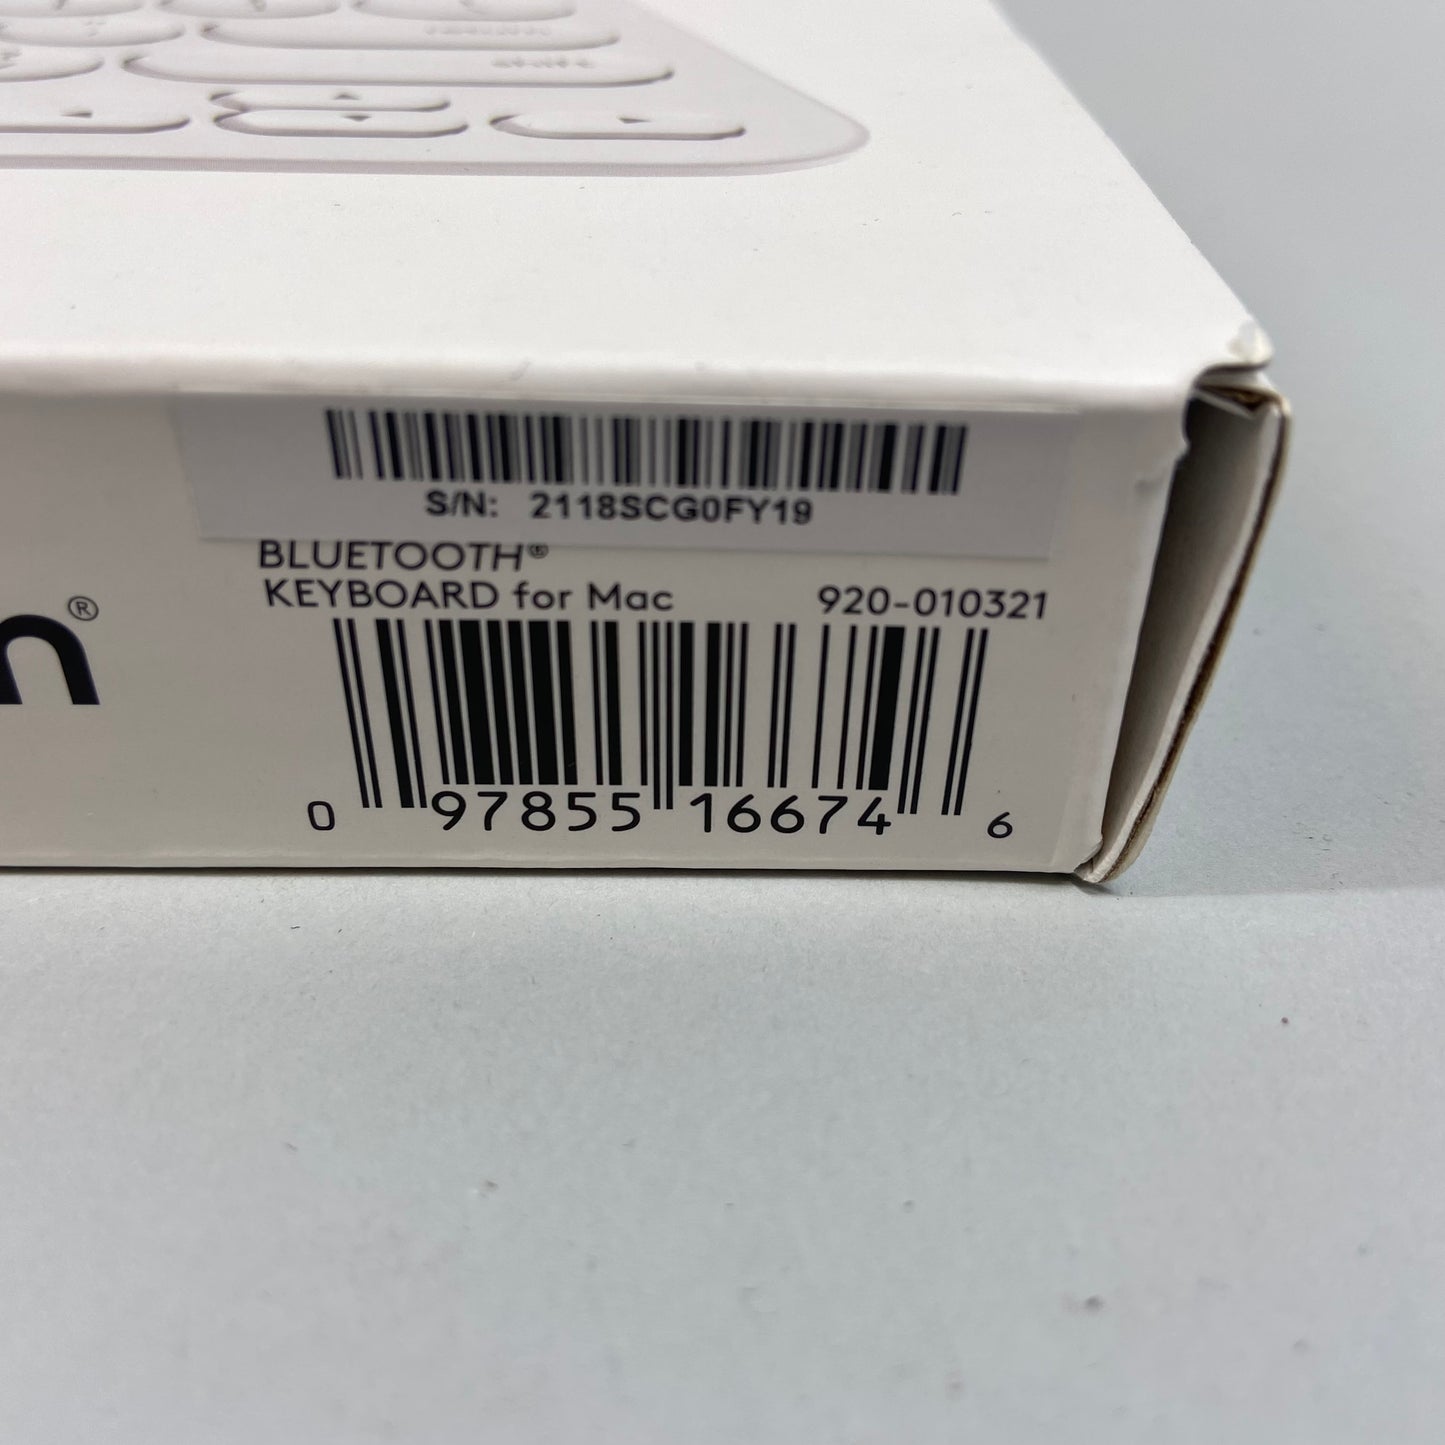 S/N: 2118SCG0FY19
BLUETOOTH®
KEYBOARD for Mac 920-010321
n®
0 97855 16674 6